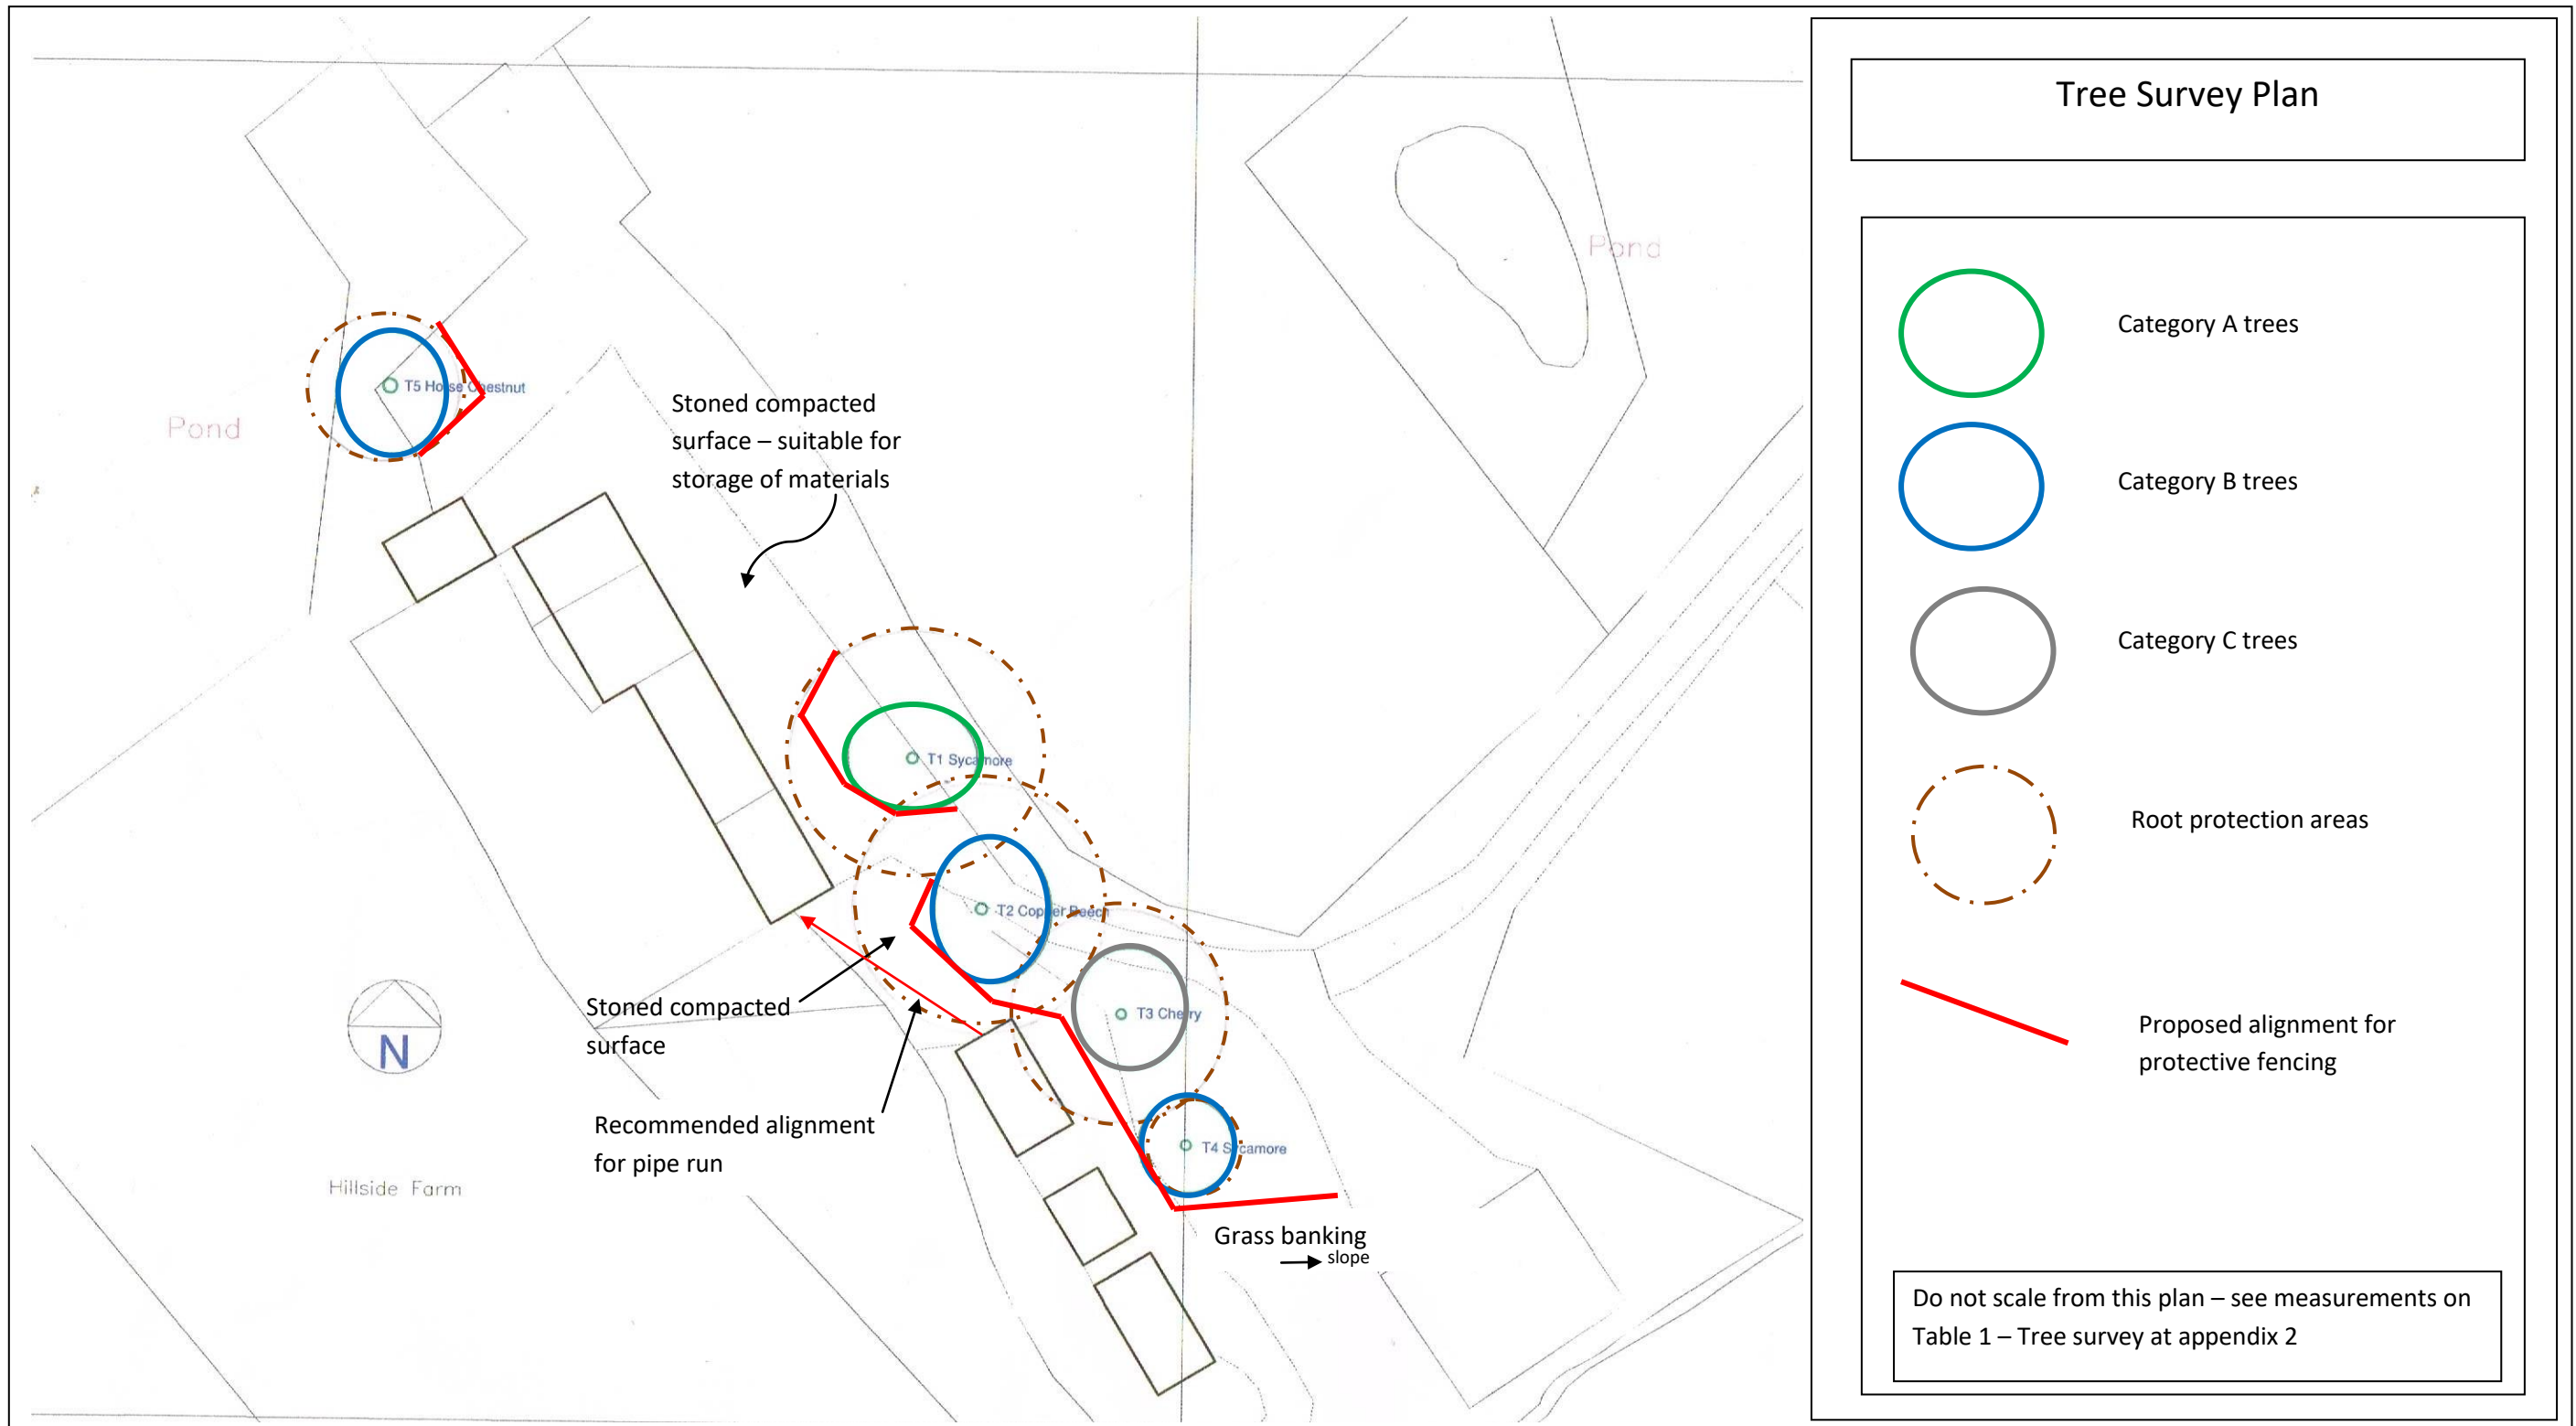 Tree Survey Plan
Pond
T5 Horse Chestnut
Pond
Stoned compacted
surface – suitable for
storage of materials
T1 Sycamore
T2 Copper Beech
Stoned compacted
surface
T3 Cherry
N
Recommended alignment
for pipe run
T4 Sycamore
Hillside Farm
Grass banking
slope
Category A trees
Category B trees
Category C trees
Root protection areas
Proposed alignment for
protective fencing
Do not scale from this plan – see measurements on
Table 1 – Tree survey at appendix 2